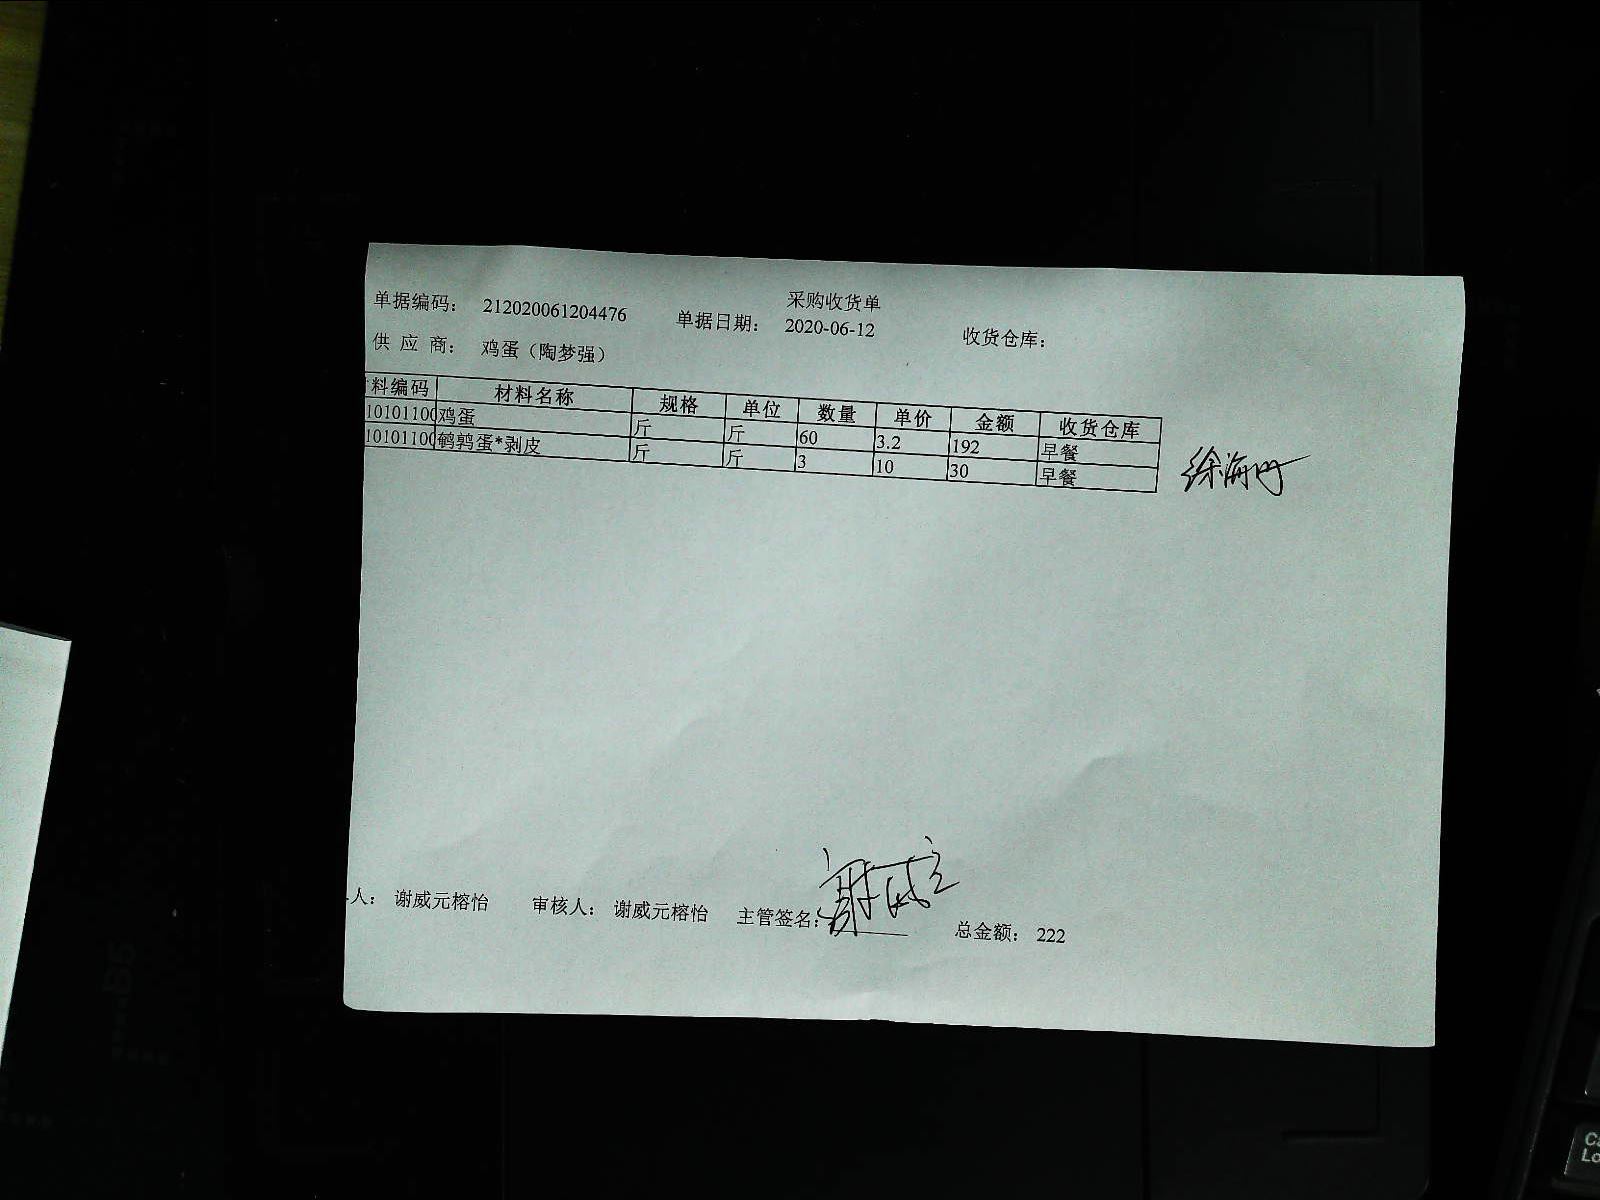 采购收货单
单据编码： 212020061204476 单据日期： 2020-06-12 收货仓库：
供 应 商： 鸡蛋（陶梦强）
料编码 材料名称 规格 单位 数量 单价 金额 收货仓库
1010110 鸡蛋 斤 斤 60 3.2 192 早餐
1010110 鹌鹑蛋*剥皮 斤 斤 3 10 30 早餐
人： 谢威元榕怡 审核人： 谢威元榕怡 主管签名： 总金额： 222